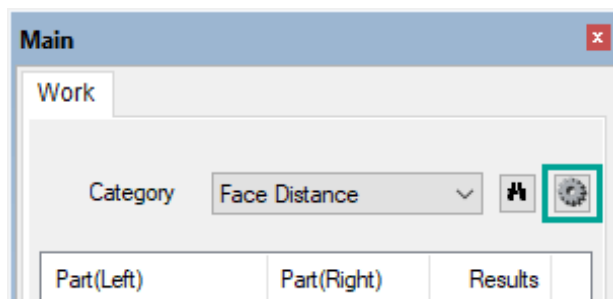 Main
Work
Category Face Distance
Part(Left) Part(Right) Results